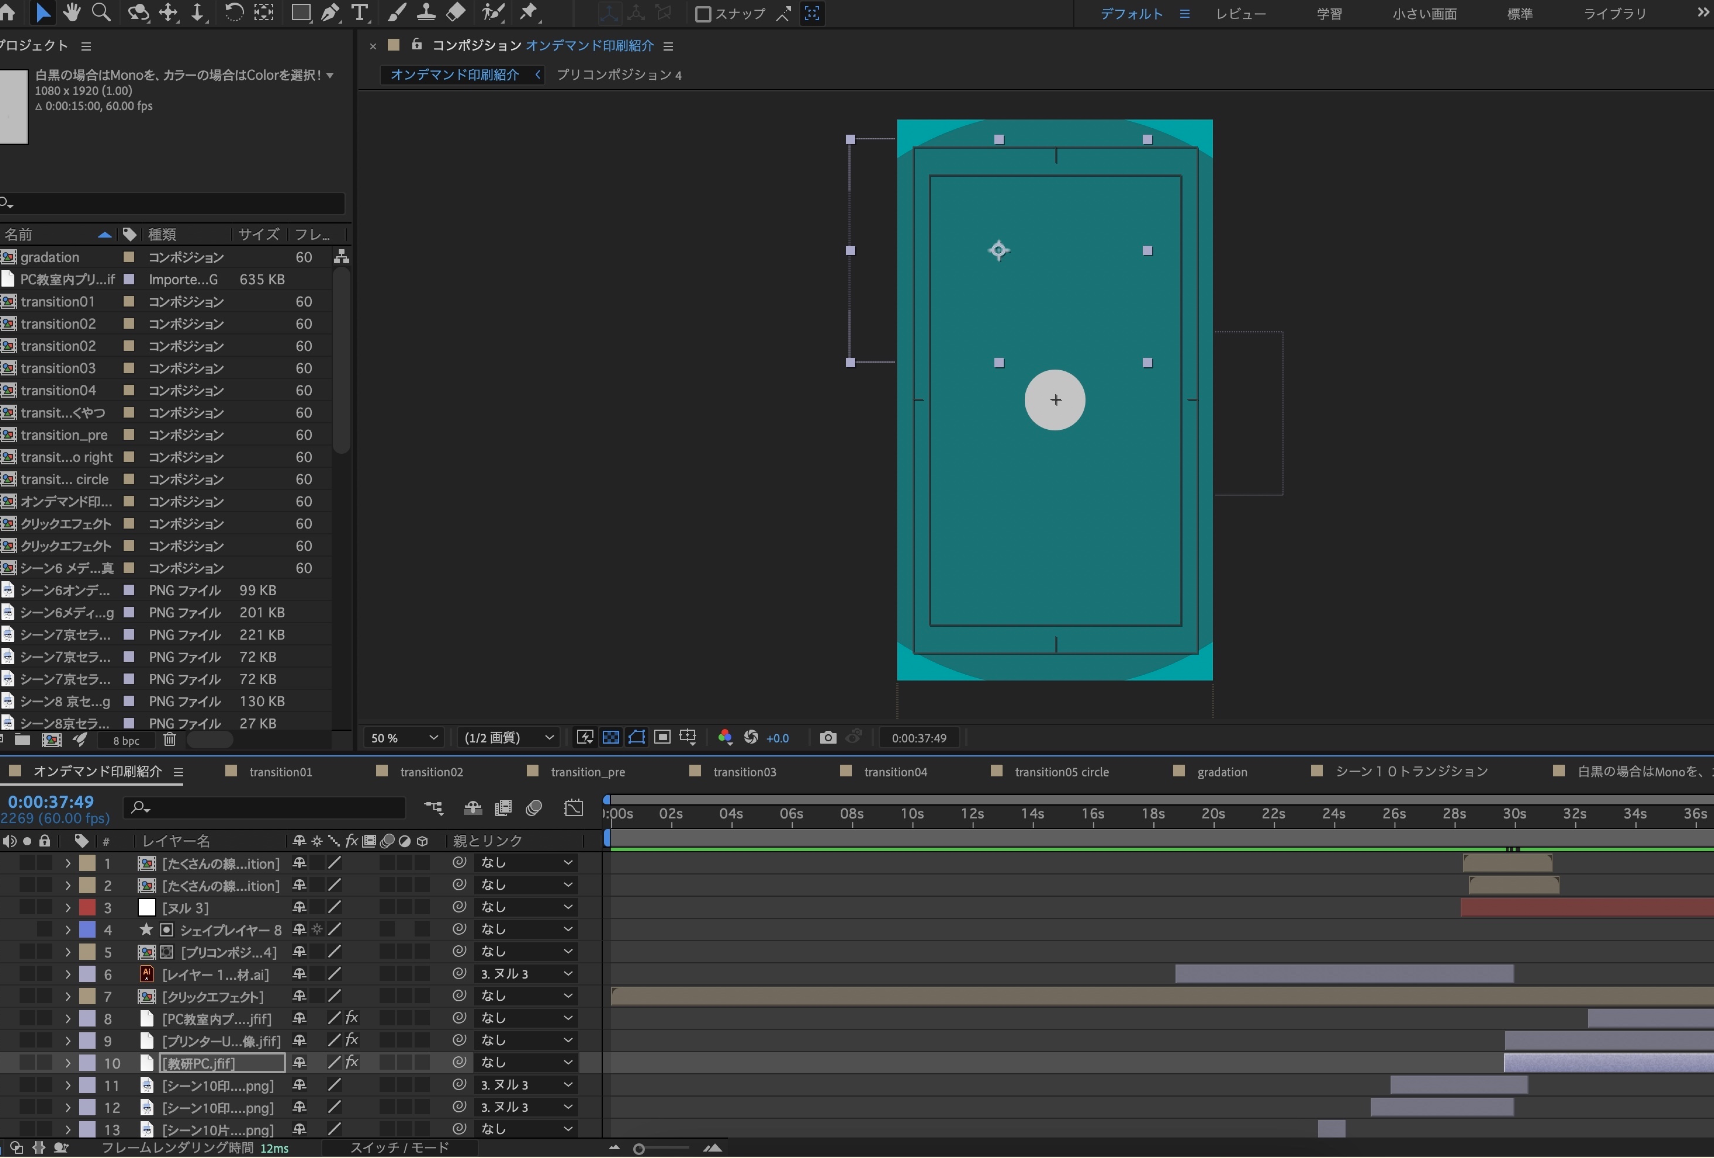 スナップ
デフォルト
レビュー
学習
小さい画面
標準
ライブラリ
プロジェクト
コンポジション オンデマンド印刷紹介
オンデマンド印刷紹介
プリコンポジション 4
白黒の場合はMonoを、カラーの場合はColorを選択!
1080 x 1920 (1.00)
Δ 0:00:15:00, 60.00 fps
名前 種類 サイズ フレ...
gradation コンポジション 60
PC教室内プリ...if Importe...G 635 KB
transition01 コンポジション 60
transition02 コンポジション 60
transition02 コンポジション 60
transition03 コンポジション 60
transition04 コンポジション 60
transit...くやつ コンポジション 60
transition_pre コンポジション 60
transit...o right コンポジション 60
transit... circle コンポジション 60
オンデマンド印... コンポジション 60
クリックエフェクト コンポジション 60
クリックエフェクト コンポジション 60
シーン6 メデ...真 コンポジション 60
シーン6オンデ... PNG ファイル 99 KB
シーン6メディ...g PNG ファイル 201 KB
シーン7京セラ... PNG ファイル 221 KB
シーン7京セラ... PNG ファイル 72 KB
シーン7京セラ... PNG ファイル 72 KB
シーン8 京セ...g PNG ファイル 130 KB
シーン8京セラ... PNG ファイル 27 KB
8 bpc
50 %
(1/2 画質)
+0.0
0:00:37:49
オンデマンド印刷紹介
transition01
transition02
transition_pre
transition03
transition04
transition05 circle
gradation
シーン１０トランジション
白黒の場合はMonoを、
0:00:37:49
2269 (60.00 fps)
:00s 02s 04s 06s 08s 10s 12s 14s 16s 18s 20s 22s 24s 26s 28s 30s 32s 34s 36s
# レイヤー名 fx 親とリンク
1 [たくさんの線...ition] なし
2 [たくさんの線...ition] なし
3 [ヌル 3] なし
4 シェイプレイヤー 8 なし
5 [プリコンポジ...4] なし
6 Ai [レイヤー 1...材.ai] 3. ヌル 3
7 [クリックエフェクト] なし
8 [PC教室内プ....jfif] fx なし
9 [プリンターU...像.jfif] fx なし
10 [教研PC.jfif] fx なし
11 [シーン10印....png] 3. ヌル 3
12 [シーン10印....png] 3. ヌル 3
13 [シーン10片....png] なし
フレームレンダリング時間 12ms
スイッチ / モード